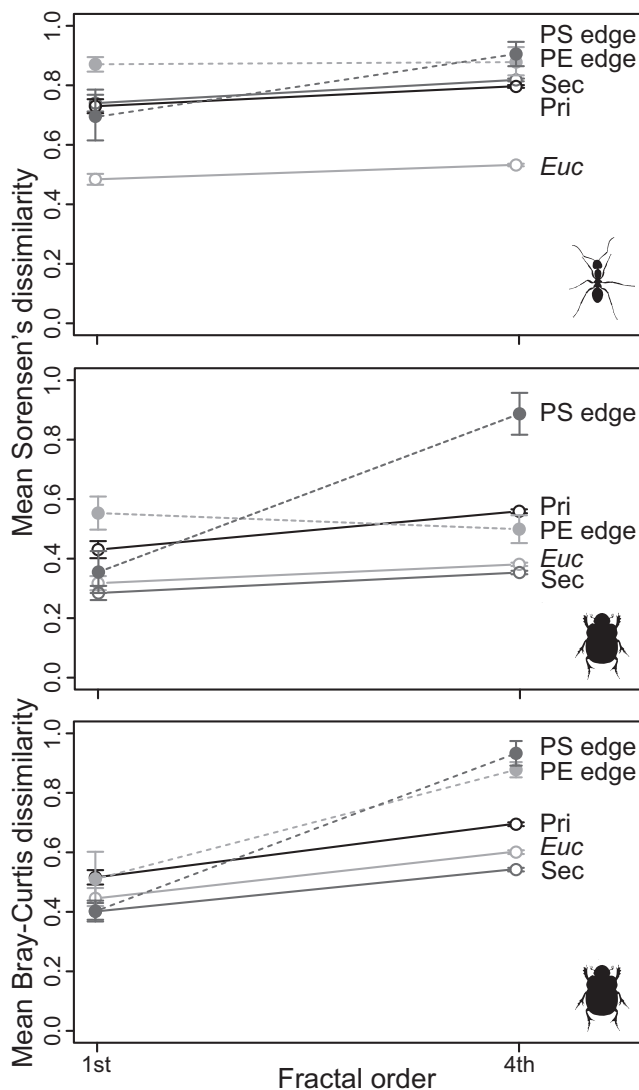 Mean Sorensen's dissimilarity
1.0
0.8
0.6
0.4
0.2
0.0
PS edge
PE edge
Sec
Pri
Euc
1.0
0.8
0.6
0.4
0.2
0.0
PS edge
Pri
PE edge
Euc
Sec
Mean Bray-Curtis dissimilarity
1.0
0.8
0.6
0.4
0.2
0.0
PS edge
PE edge
Pri
Euc
Sec
1st
4th
Fractal order